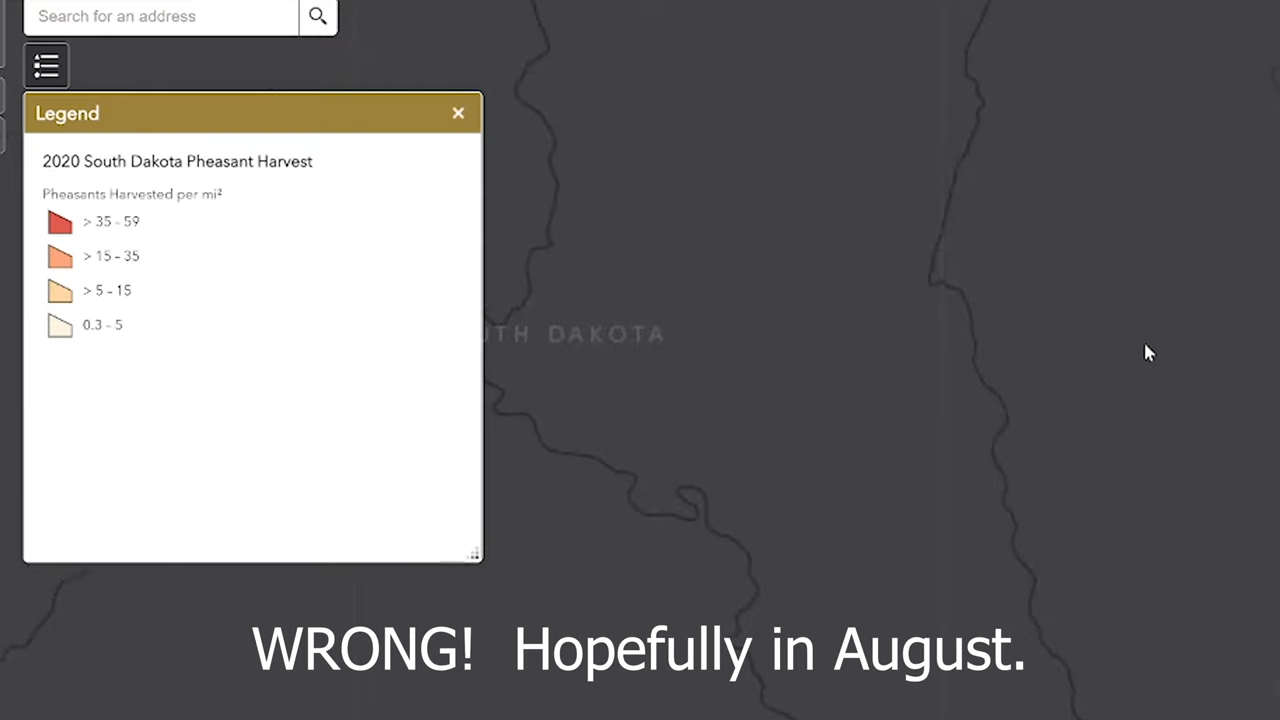 Search for an address
Legend
2020 South Dakota Pheasant Harvest
Pheasants Harvested per mi²
> 35 - 59
> 15 - 35
> 5 - 15
0.3 - 5
DAKOTA
WRONG! Hopefully in August.